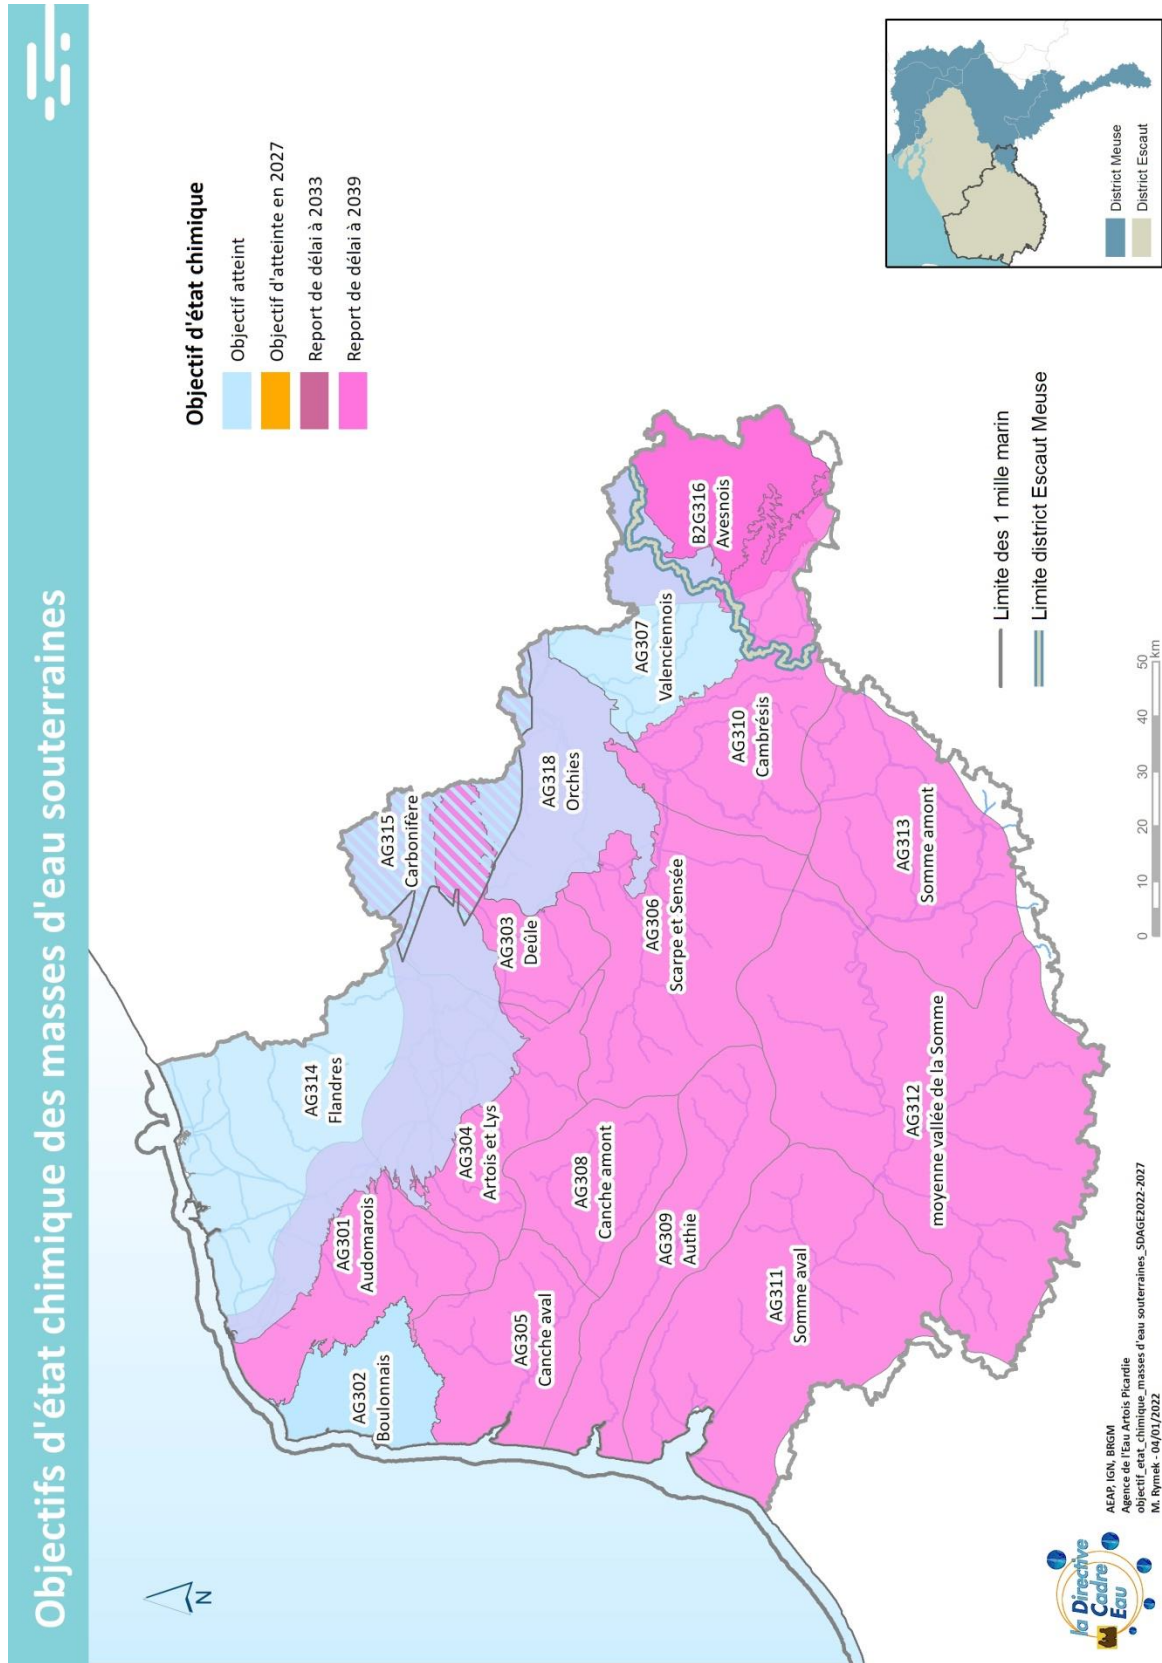 Objectifs d'état chimique des masses d'eau souterraines
Objectif d'état chimique
Objectif atteint
Objectif d'atteinte en 2027
Report de délai à 2033
Report de délai à 2039
N
AG302
Boulonnais
AG301
Audomarois
AG314
Flandres
AG304
Artois et Lys
AG315
Carbonifère
AG303
Deûle
AG318
Orchies
AG307
Valenciennois
B2G316
Avesnois
AG305
Canche aval
AG308
Canche amont
AG309
Authie
AG306
Scarpe et Sensée
AG310
Cambrésis
AG311
Somme aval
AG312
moyenne vallée de la Somme
AG313
Somme amont
Limite des 1 mille marin
Limite district Escaut Meuse
0 10 20 30 40 50
km
District Meuse
District Escaut
la Directive
Cadre
Eau
AEAP, IGN, BRGM
Agence de l'Eau Artois Picardie
objectif_etat_chimique_masses d'eau souterraines_SDAGE2022-2027
M. Rymek - 04/01/2022